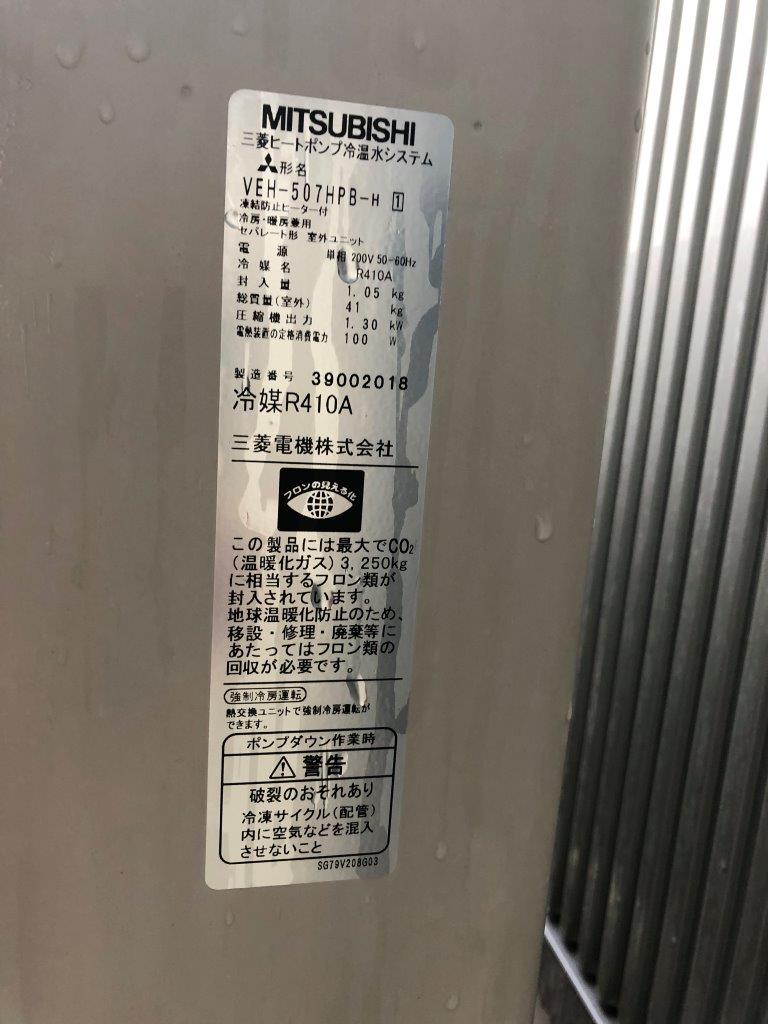 MITSUBISHI
三菱ヒートポンプ冷温水システム
形名
VEH-507HPB-H 1
凍結防止ヒーター付
冷房・暖房兼用
セパレート形 室外ユニット
電源 単相 200V 50-60Hz
冷媒名 R410A
封入量 1.05 kg
総質量(室外) 41 kg
圧縮機出力 1.30 kW
電熱装置の定格消費電力 100 W
製造番号 39002018
冷媒R410A
三菱電機株式会社
フロンの見える化
この製品には最大でCO2
(温暖化ガス)3,250kg
に相当するフロン類が
封入されています。
地球温暖化防止のため、
移設・修理・廃棄等に
あたってはフロン類の
回収が必要です。
強制冷房運転
熱交換ユニットで強制冷房運転が
できます。
ポンプダウン作業時
警告
破裂のおそれあり
冷凍サイクル(配管)
内に空気などを混入
させないこと
SG79V208G03